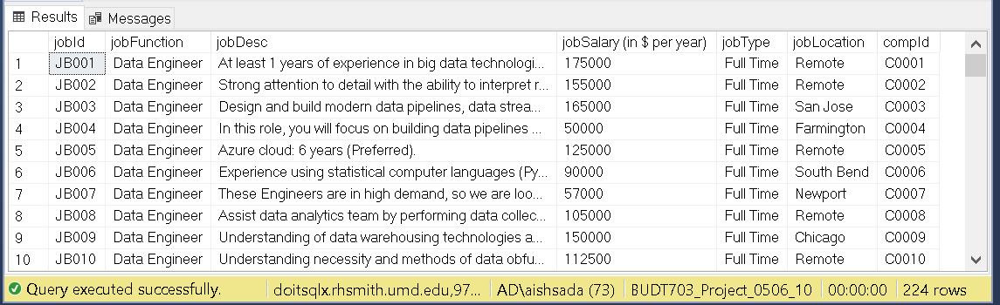 Results Messages
jobId jobFunction jobDesc jobSalary (in $ per year) jobType jobLocation compId
1 JB001 Data Engineer At least 1 years of experience in big data technologi... 175000 Full Time Remote C0001
2 JB002 Data Engineer Strong attention to detail with the ability to interpret r... 155000 Full Time Remote C0002
3 JB003 Data Engineer Design and build modern data pipelines, data strea... 165000 Full Time San Jose C0003
4 JB004 Data Engineer In this role, you will focus on building data pipelines ... 50000 Full Time Farmington C0004
5 JB005 Data Engineer Azure cloud: 6 years (Preferred). 125000 Full Time Remote C0005
6 JB006 Data Engineer Experience using statistical computer languages (Py... 90000 Full Time South Bend C0006
7 JB007 Data Engineer These Engineers are in high demand, so we are loo... 57000 Full Time Newport C0007
8 JB008 Data Engineer Assist data analytics team by performing data collec... 105000 Full Time Remote C0008
9 JB009 Data Engineer Understanding of data warehousing technologies a... 150000 Full Time Chicago C0009
10 JB010 Data Engineer Understanding necessity and methods of data obfu... 112500 Full Time Remote C0010
Query executed successfully. doitsqlx.rhsmith.umd.edu,97... AD\aishsada (73) BUDT703_Project_0506_10 00:00:00 224 rows